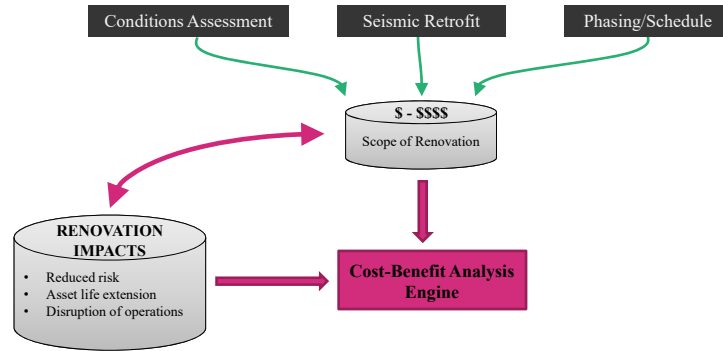 Conditions Assessment
Seismic Retrofit
Phasing/Schedule
$ - $$$$
Scope of Renovation
RENOVATION
IMPACTS
• Reduced risk
• Asset life extension
• Disruption of operations
Cost-Benefit Analysis
Engine